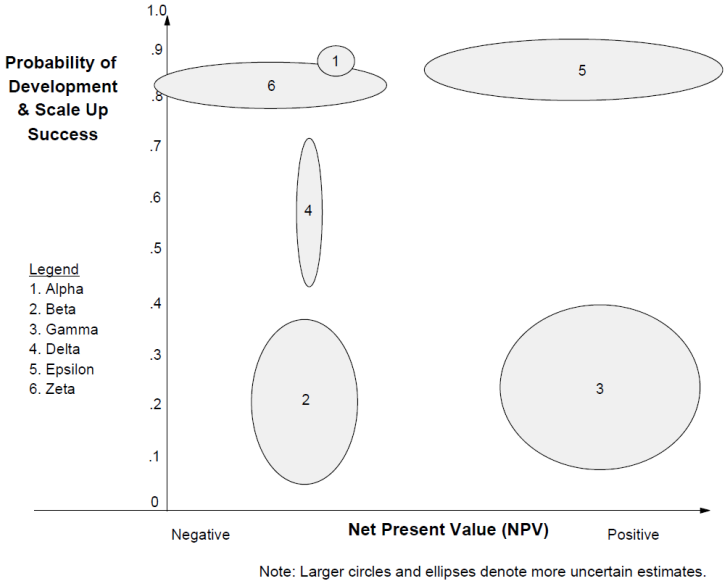 1.0
Probability of
Development
& Scale Up
Success
.9
.8
.7
.6
.5
.4
.3
.2
.1
0
1
6
5
4
2
3
Legend
1. Alpha
2. Beta
3. Gamma
4. Delta
5. Epsilon
6. Zeta
Negative
Net Present Value (NPV)
Positive
Note: Larger circles and ellipses denote more uncertain estimates.